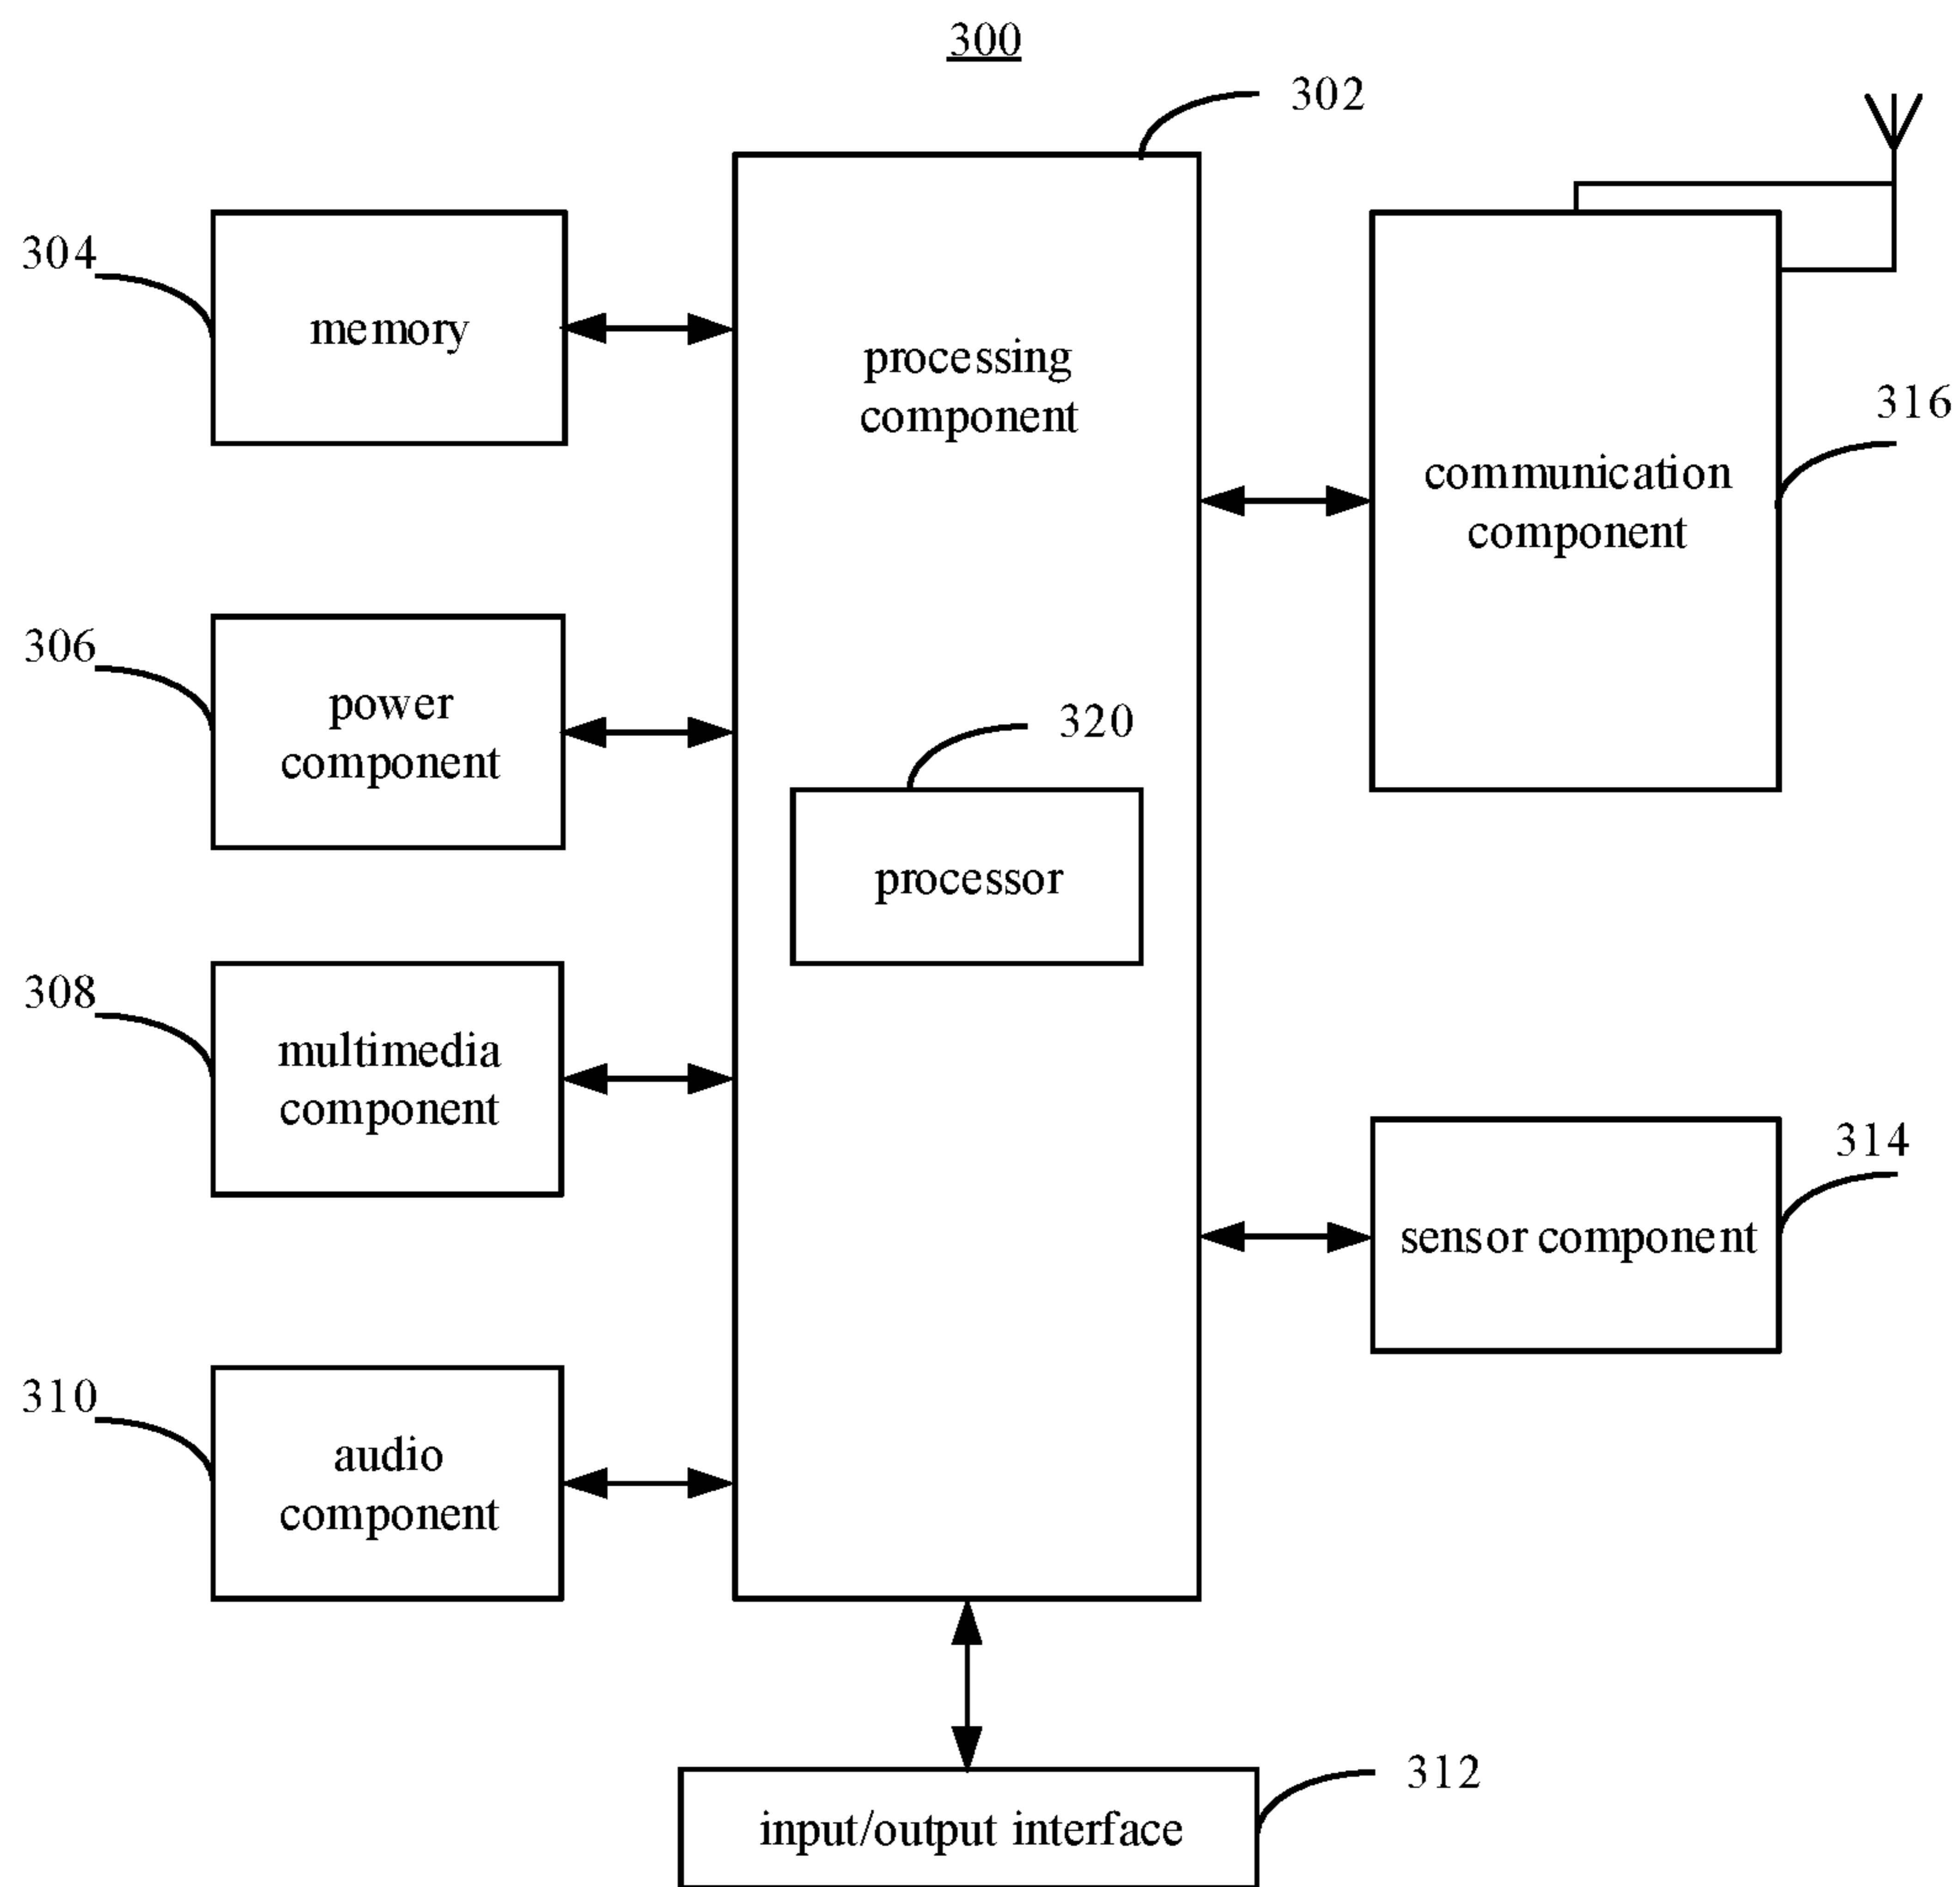 300
302
304
memory
processing
component
316
communication
component
306
power
component
320
processor
308
multimedia
component
314
sensor component
310
audio
component
312
input/output interface